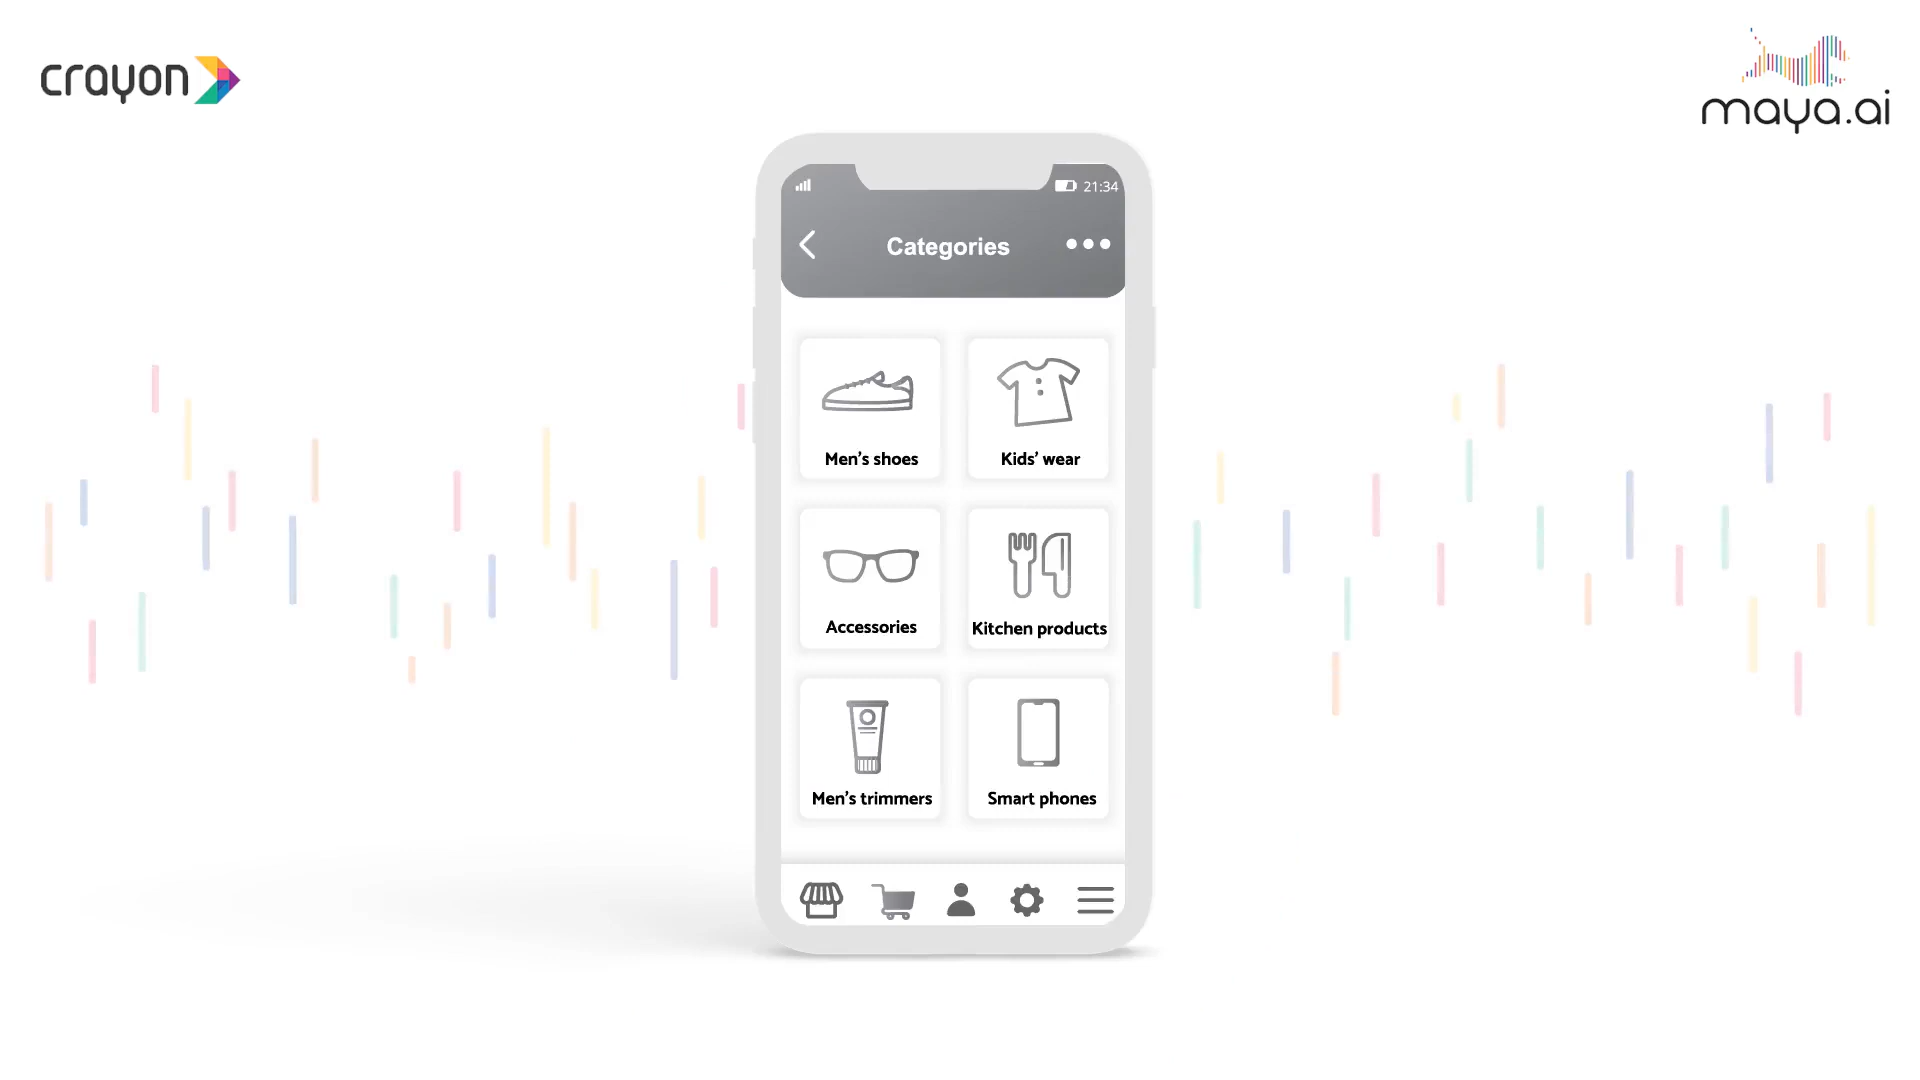 crayon
maya.ai
21:34
Categories
Men's shoes
Kids' wear
Accessories
Kitchen products
Men's trimmers
Smart phones